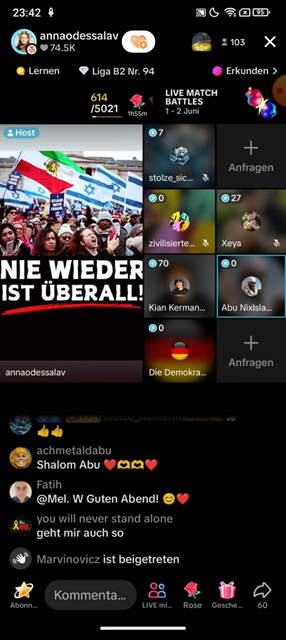 23:42
95
annaodessalav
74.5K
103
Lernen
Liga B2 Nr. 94
Erkunden >
614
/5021
1h55m
LIVE MATCH
BATTLES
1 - 2 Juni
Host
7
stolze_sic...
Anfragen
0
zivilisierte...
27
Xeya
NIE WIEDER
IST ÜBERALL!
70
Kian Kerman...
0
Abu NixIsla...
annaodessalav
0
Die Demokra...
Anfragen
achmetaldabu
Shalom Abu ❤️🫶🫶❤️
Fatih
@Mel. W Guten Abend! 😊❤️
you will never stand alone
geht mir auch so
Marvinovicz ist beigetreten
Abonn...
Kommenta...
LIVE mi...
Rose
Gesche...
60